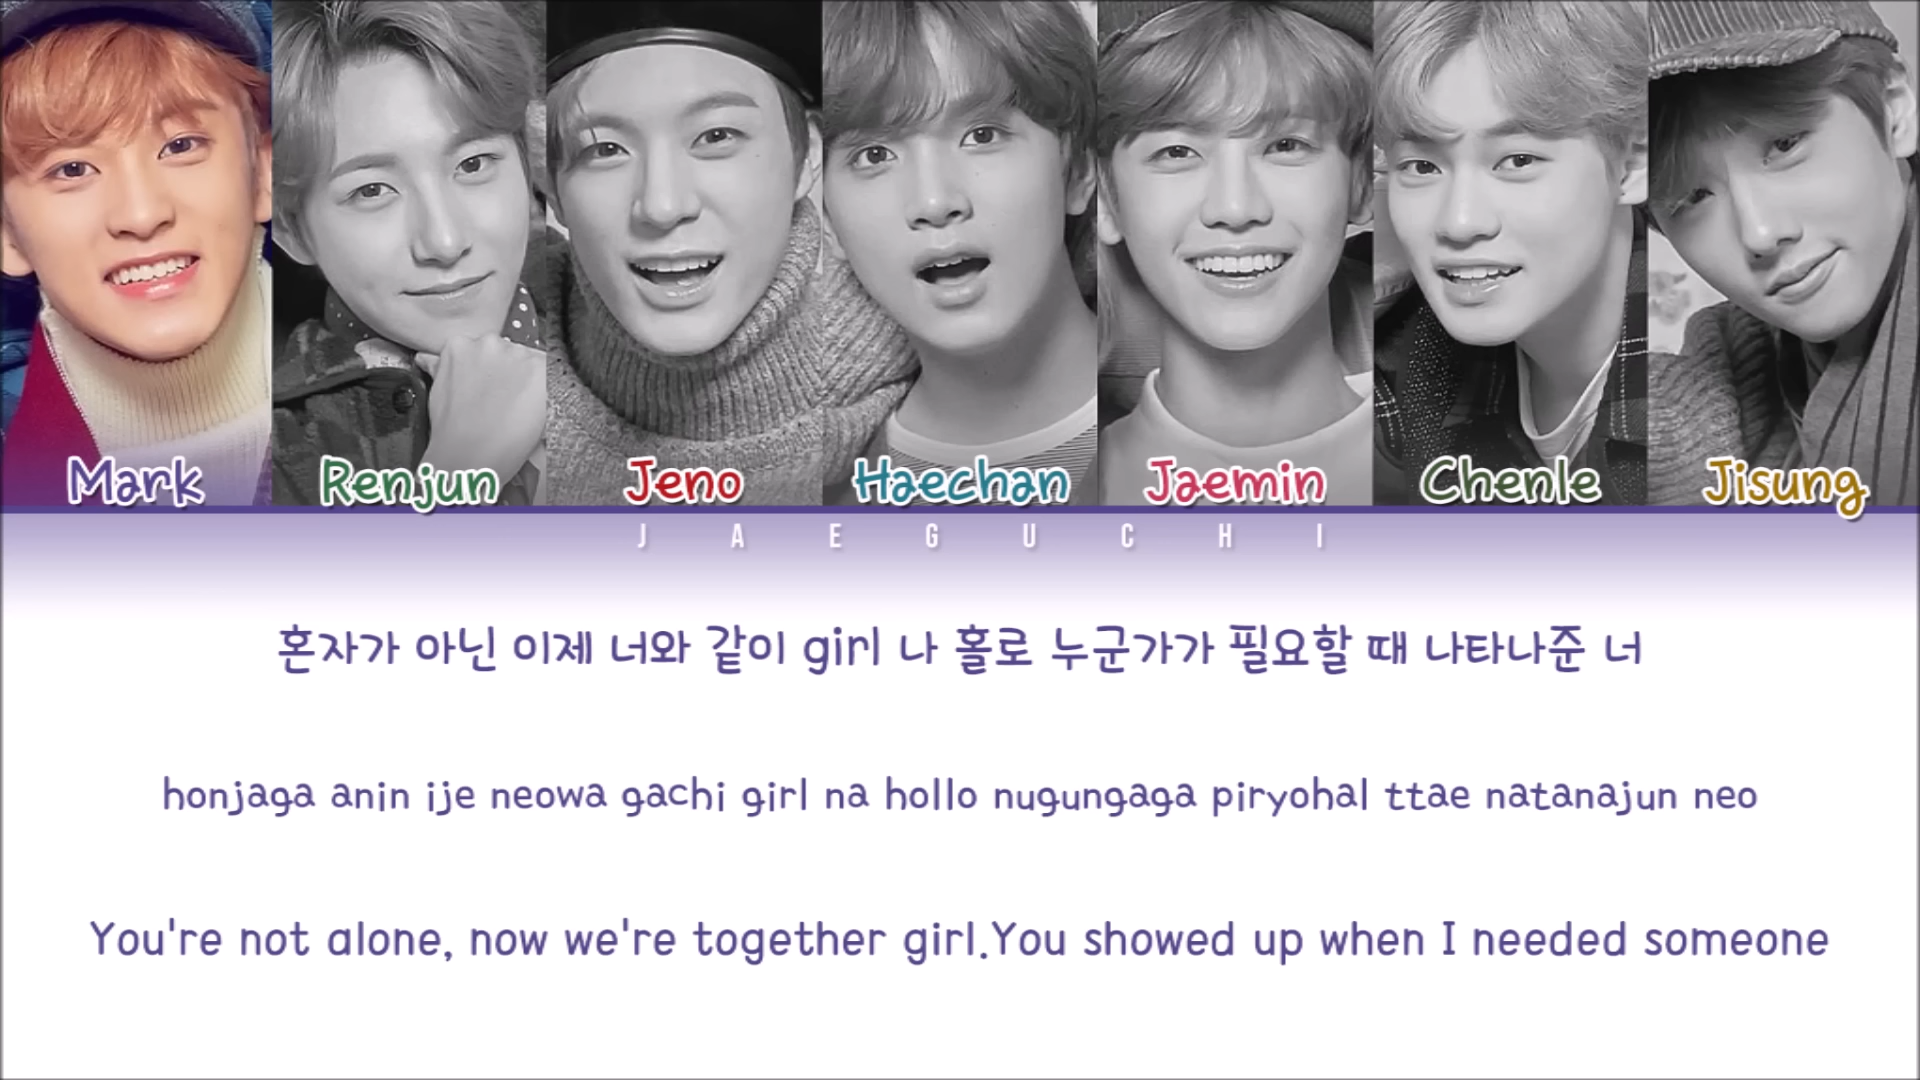 Mark Renjun Jeno Haechan Jaemin Chenle Jisung
JAEGUCHI
혼자가 아닌 이제 너와 같이 girl 나 홀로 누군가가 필요할 때 나타나준 너
honjaga anin ije neowa gachi girl na hollo nugungaga piryohal ttae natanajun neo
You're not alone, now we're together girl.You showed up when I needed someone